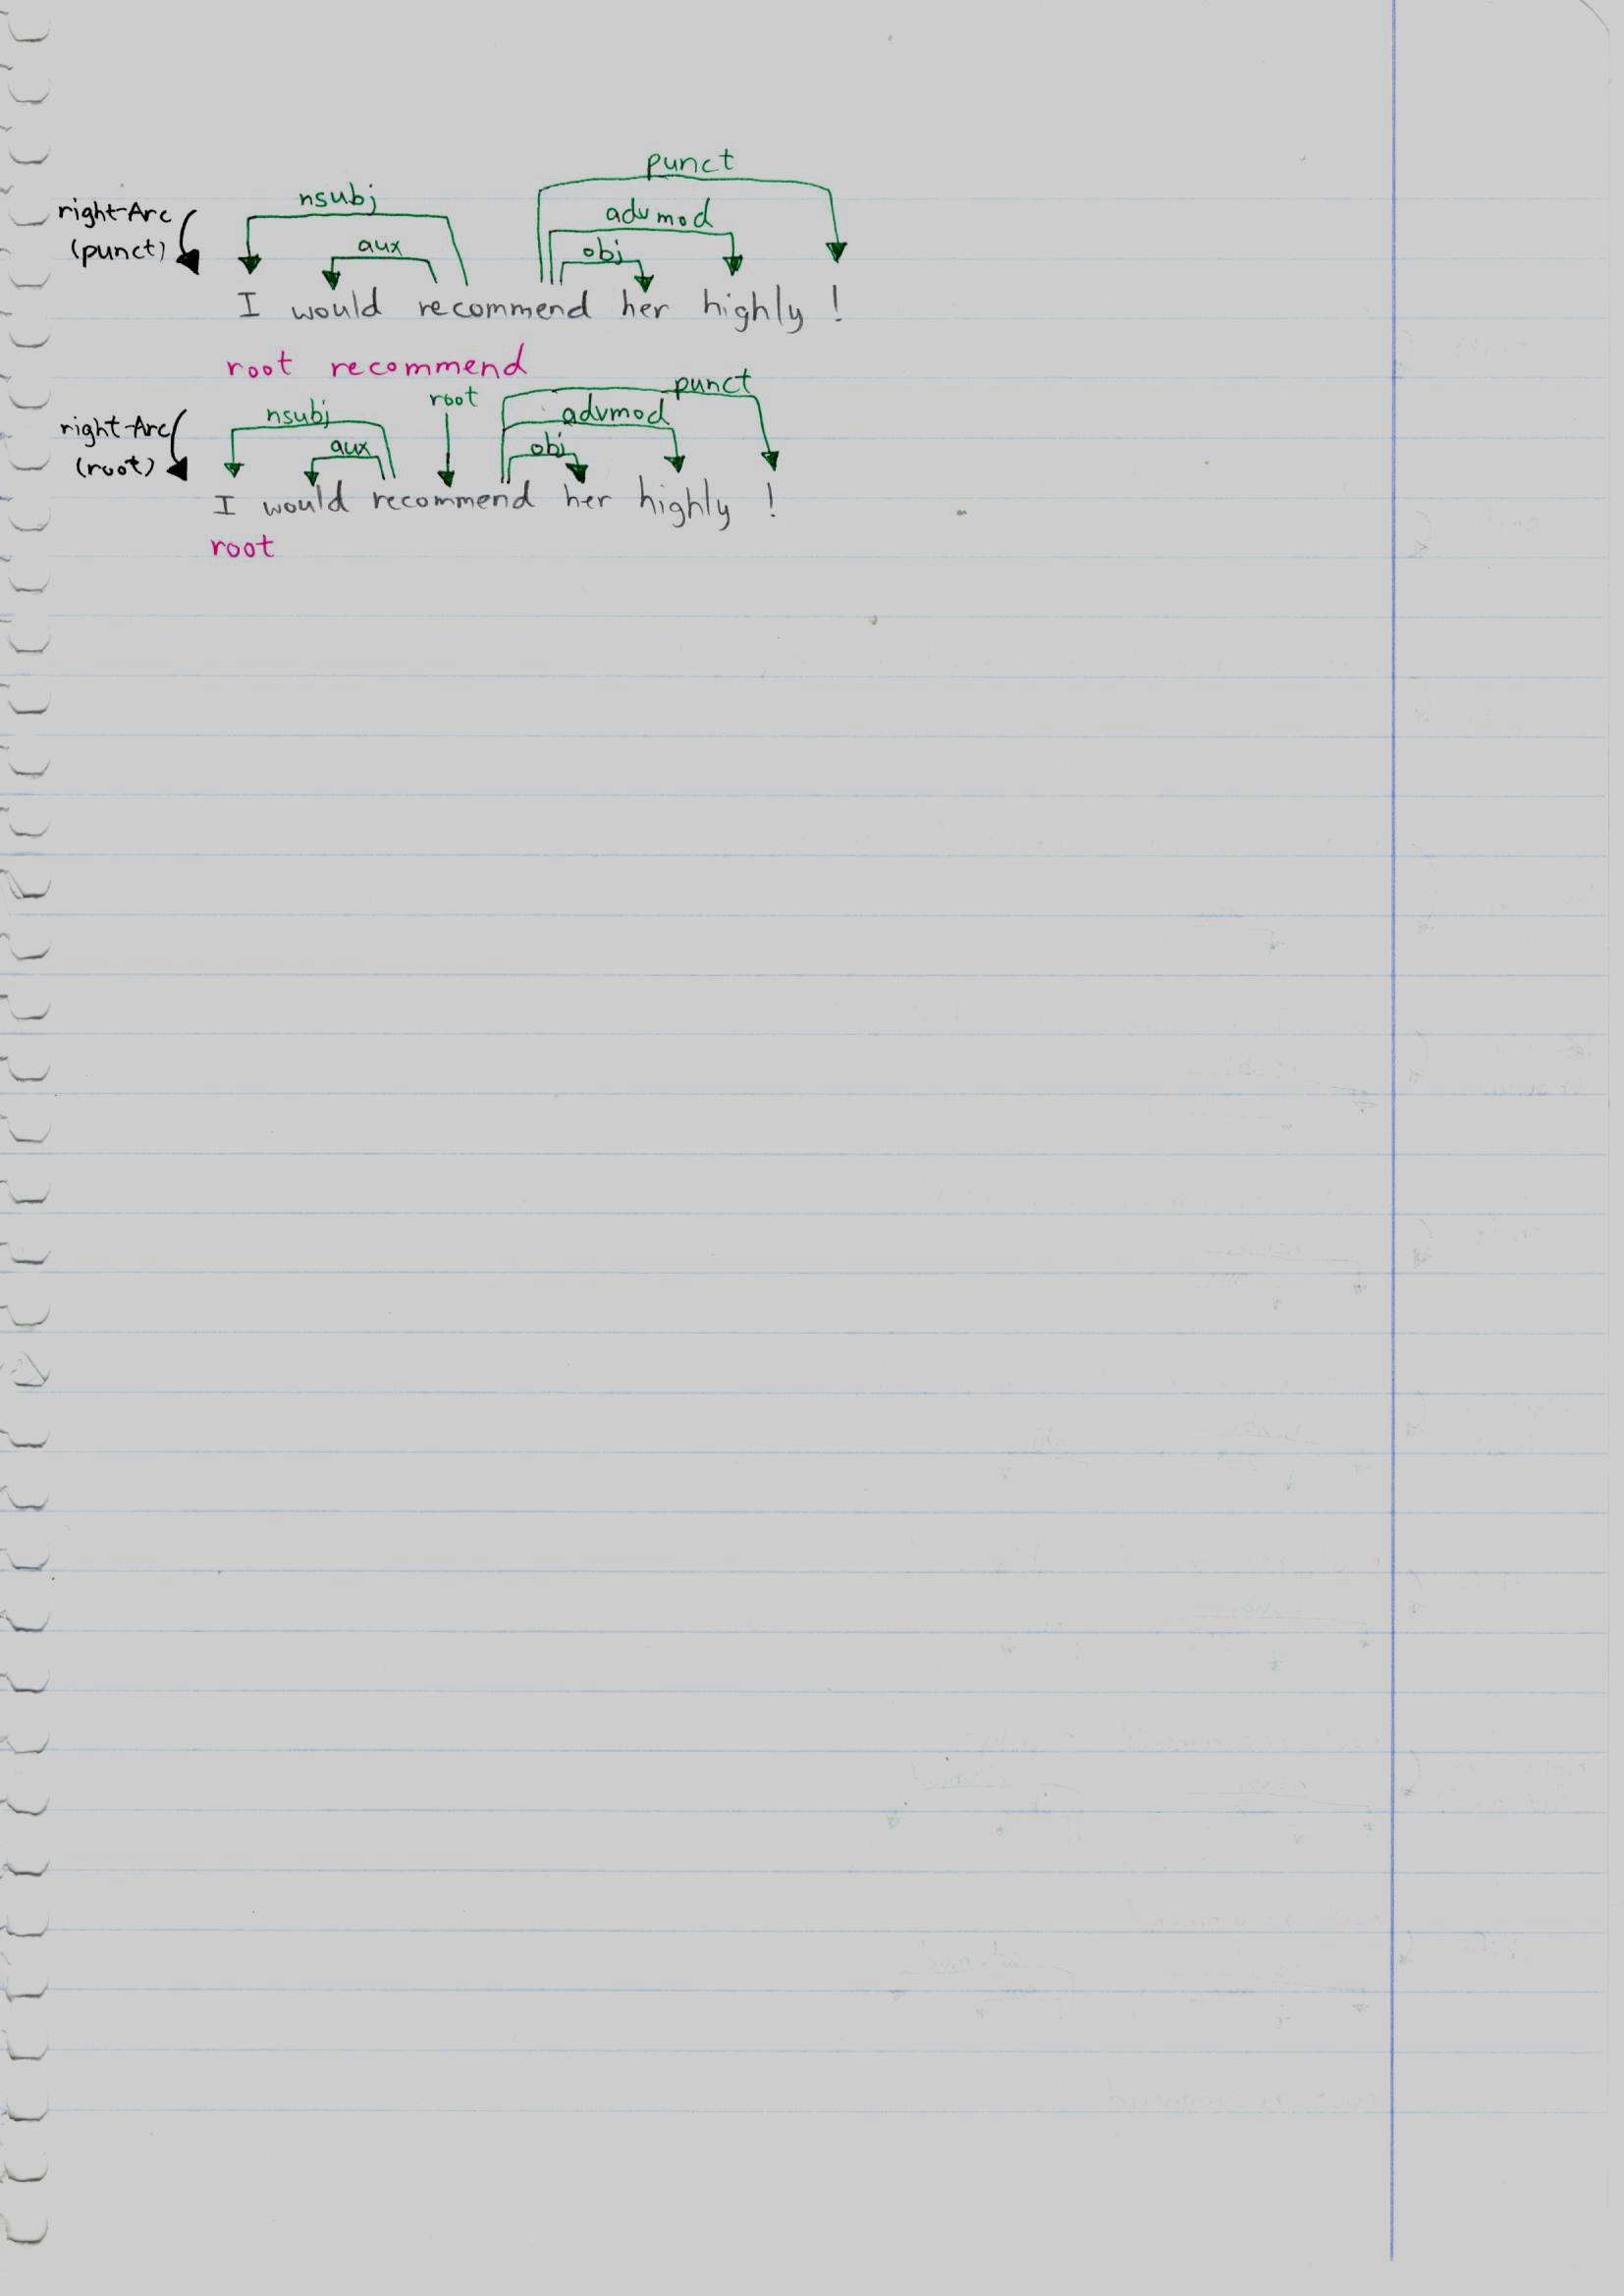 punct
right-Arc nsubj advmod
(punct) aux obj
I would recommend her highly !
root recommend
root punct
right-Arc nsubj advmod
(root) aux obj
I would recommend her highly !
root